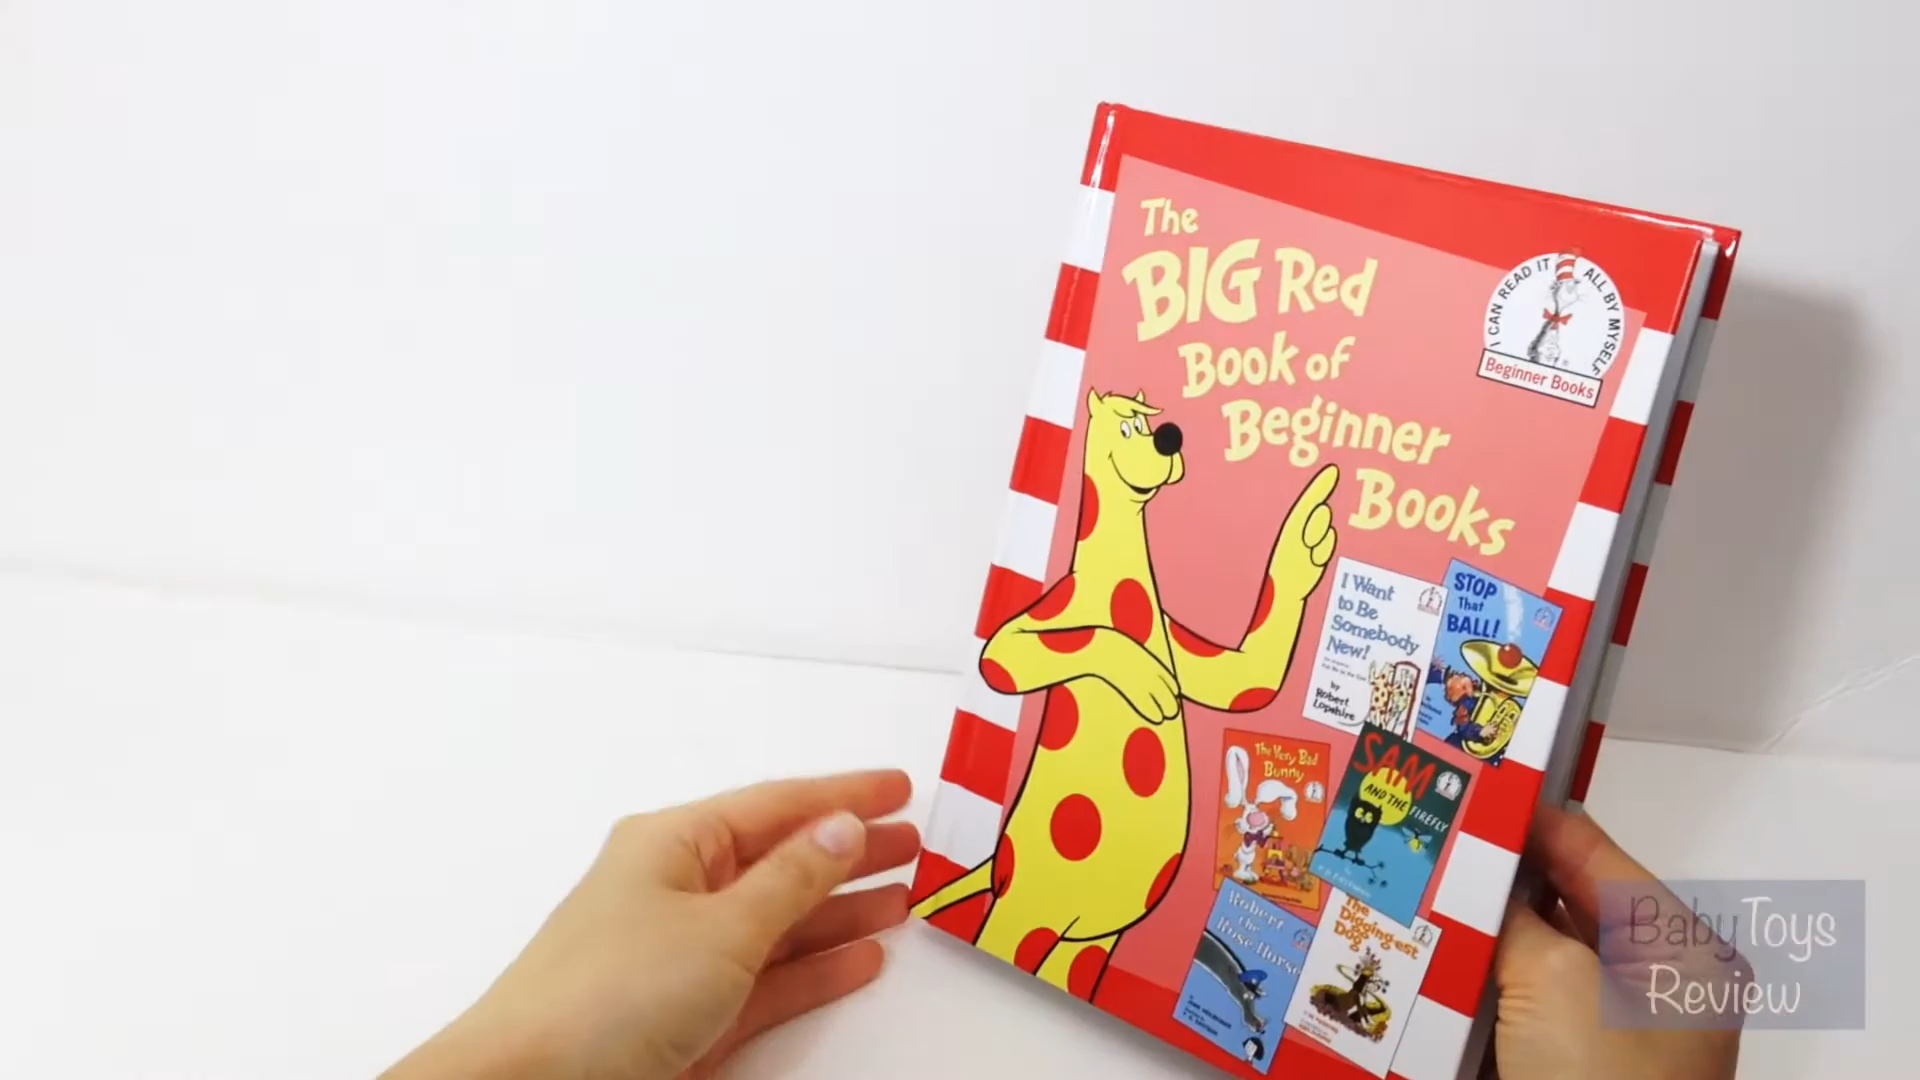 The
BIG Red
Book of
Beginner
Books
I CAN READ IT ALL BY MYSELF
Beginner Books
I Want
to Be
Somebody
New!
by
Robert
Lopshire
STOP
That
BALL!
The Very Bad
Bunny
SAM
AND THE FIREFLY
Robert
the
Rose Horse
The
Digging-est
Dog
BabyToys
Review